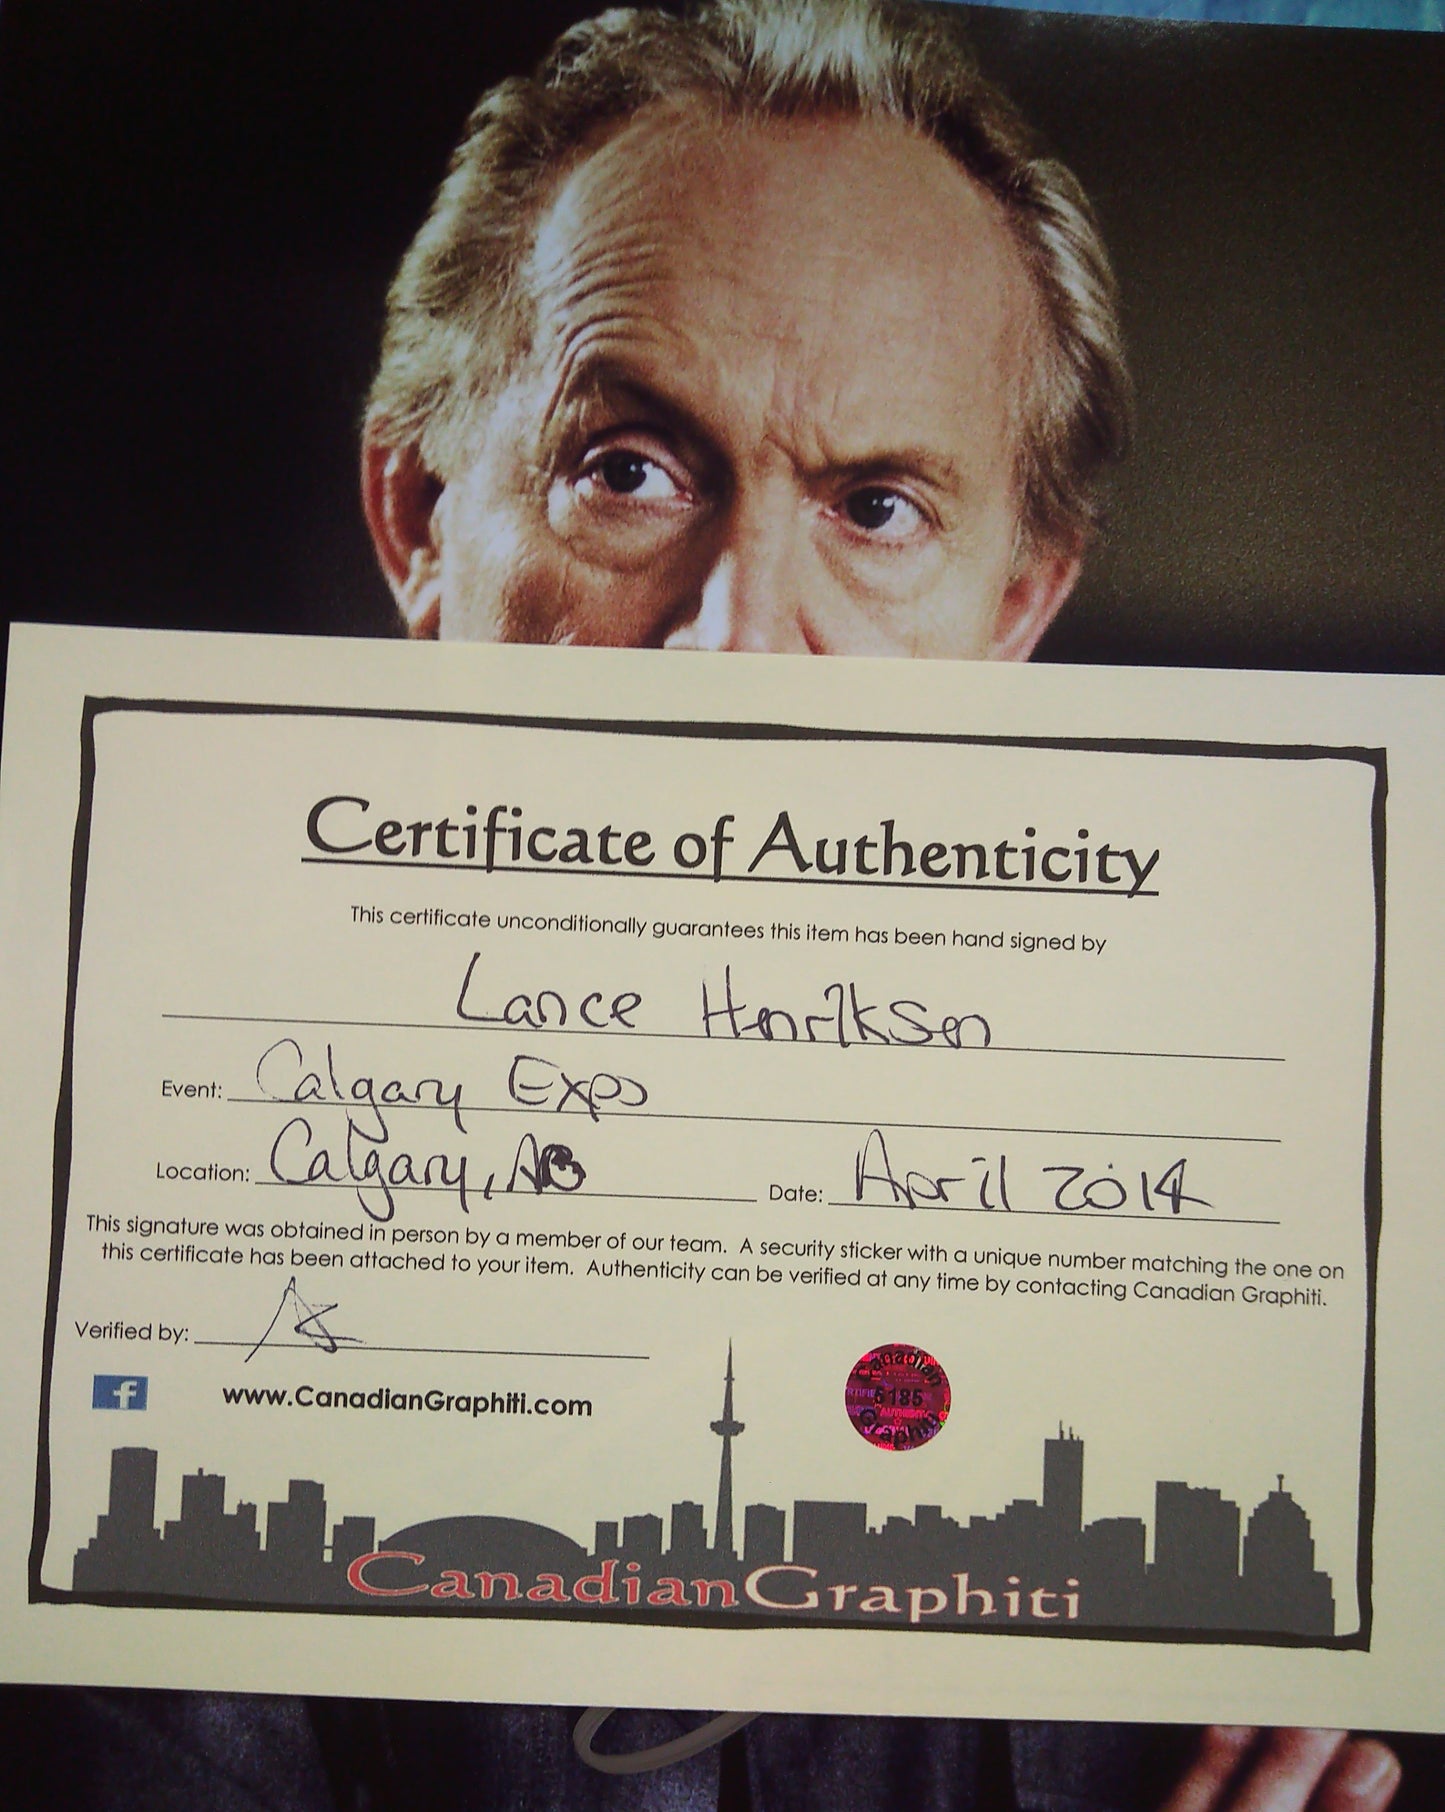 Certificate of Authenticity
This certificate unconditionally guarantees this item has been hand signed by
Lance Henriksen
Event: Calgary Expo
Location: Calgary, AB Date: April 2014
This signature was obtained in person by a member of our team. A security sticker with a unique number matching the one on
this certificate has been attached to your item. Authenticity can be verified at any time by contacting Canadian Graphiti.
Verified by:
f www.CanadianGraphiti.com
Canadian
5185
Graphiti
CanadianGraphiti